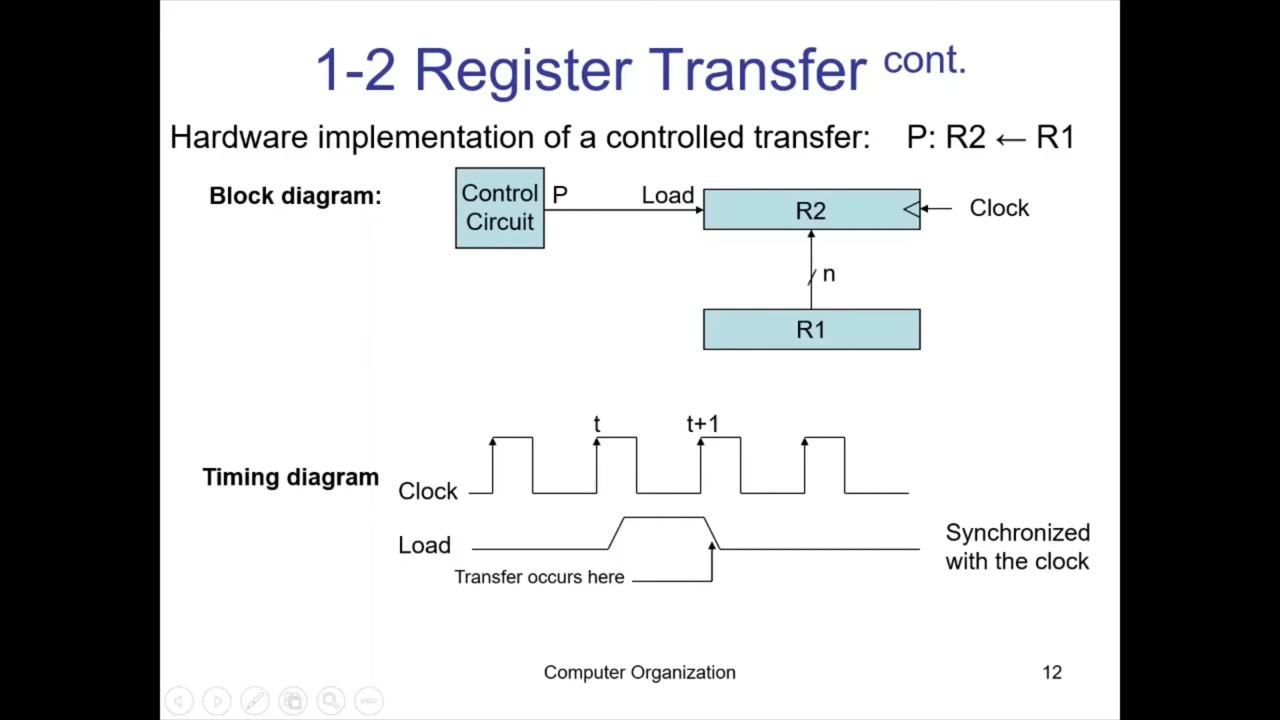 1-2 Register Transfer cont.
Hardware implementation of a controlled transfer: P: R2 ← R1
Block diagram:
Control
Circuit
P
Load
R2
Clock
n
R1
t
t+1
Timing diagram
Clock
Load
Synchronized
with the clock
Transfer occurs here
Computer Organization
12